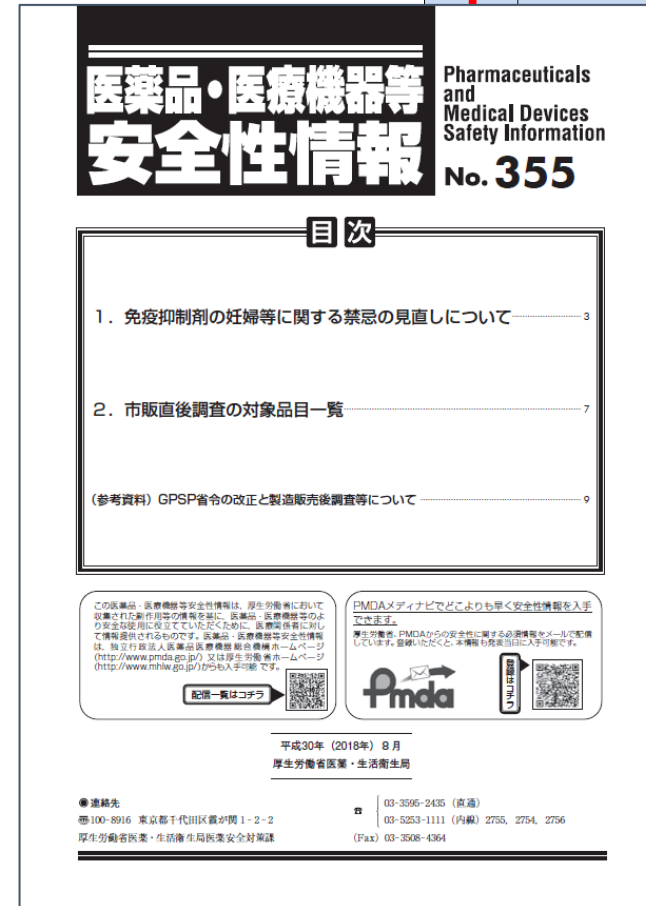 医薬品・医療機器等
安全性情報
Pharmaceuticals
and
Medical Devices
Safety Information
No. 355
目次
1．免疫抑制剤の妊婦等に関する禁忌の見直しについて 3
2．市販直後調査の対象品目一覧 7
（参考資料）GPSP省令の改正と製造販売後調査等について 9
この医薬品・医療機器等安全性情報は，厚生労働省において
収集された副作用等の情報を基に，医薬品・医療機器等のよ
り安全な使用に役立てていただくために，医療関係者に対し
て情報提供されるものです。医薬品・医療機器等安全性情報
は，独立行政法人医薬品医療機器総合機構ホームページ
（http://www.pmda.go.jp/）又は厚生労働省ホームページ
（http://www.mhlw.go.jp/）からも入手可能です。
配信一覧はコチラ
PMDAメディナビでどこよりも早く安全性情報を入手
できます。
厚生労働省、PMDAからの安全性に関する必須情報をメールで配信
しています。登録いただくと、本情報も発表当日に入手可能です。
Pmda
登録はコチラ
平成30年（2018年）8月
厚生労働省医薬・生活衛生局
●連絡先
〠100-8916 東京都千代田区霞が関1-2-2
厚生労働省医薬・生活衛生局医薬安全対策課
☎ 03-3595-2435（直通）
03-5253-1111（内線）2755，2754，2756
（Fax）03-3508-4364